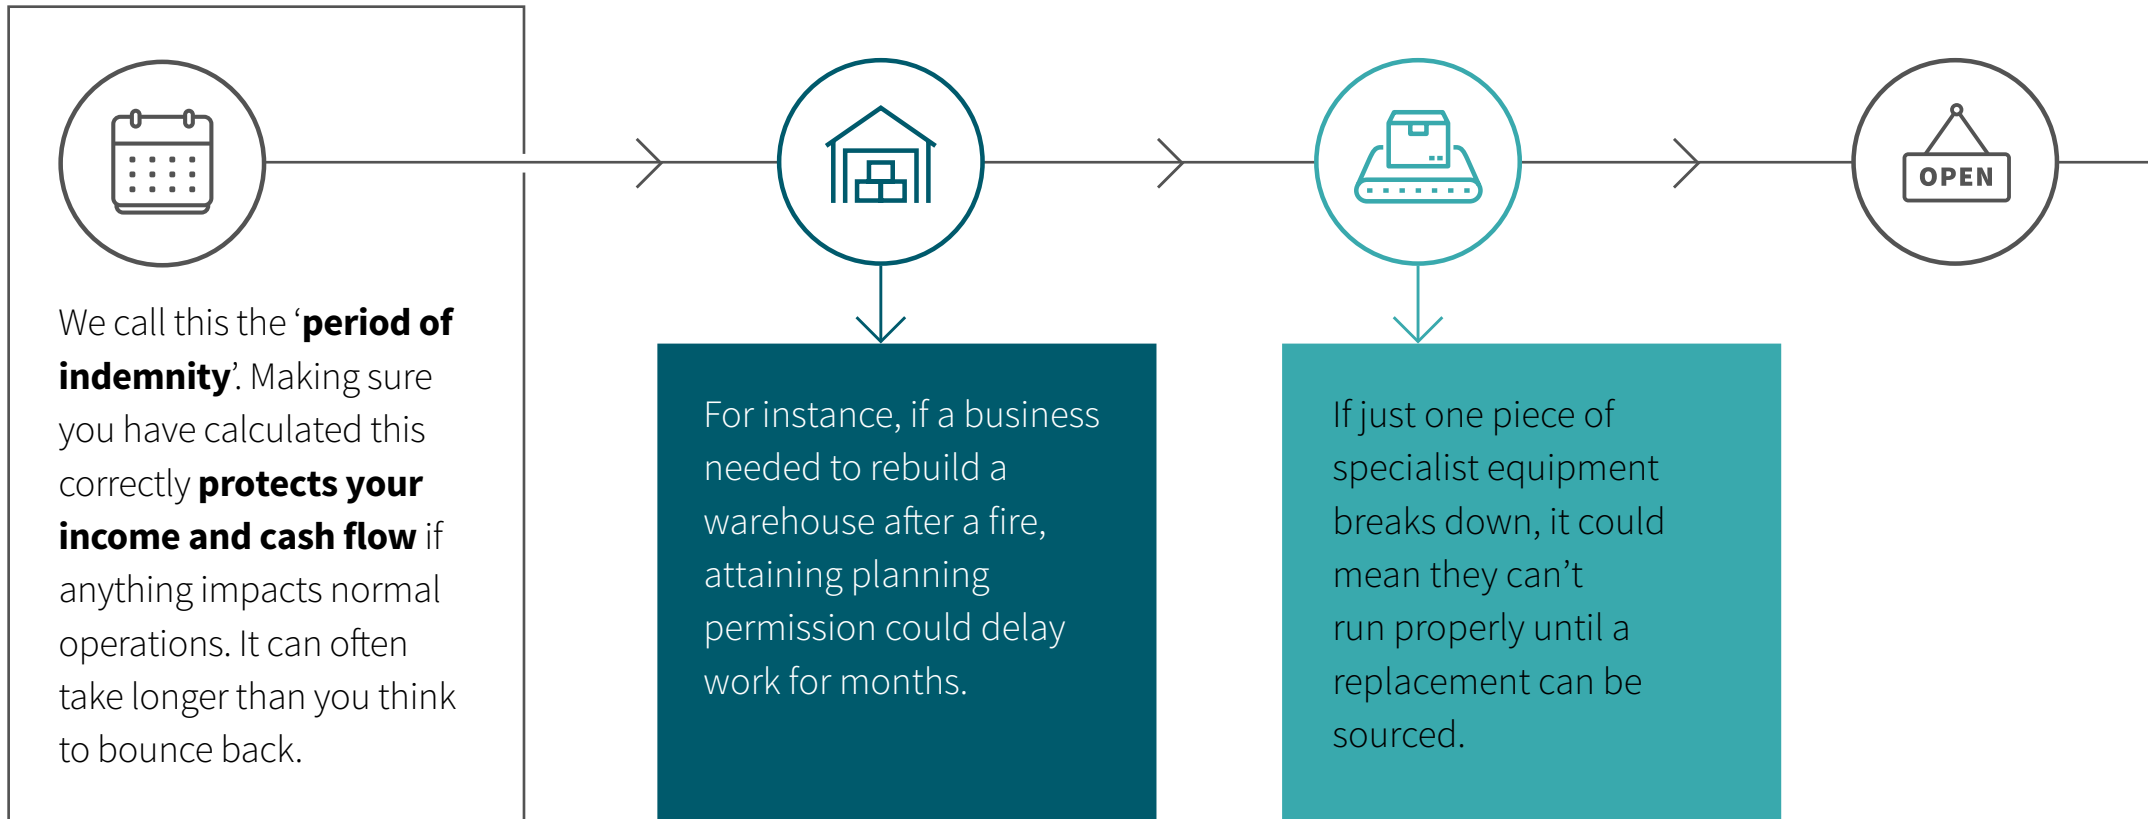 OPEN
We call this the ‘period of
indemnity’. Making sure
you have calculated this
correctly protects your
income and cash flow if
anything impacts normal
operations. It can often
take longer than you think
to bounce back.
For instance, if a business
needed to rebuild a
warehouse after a fire,
attaining planning
permission could delay
work for months.
If just one piece of
specialist equipment
breaks down, it could
mean they can’t
run properly until a
replacement can be
sourced.